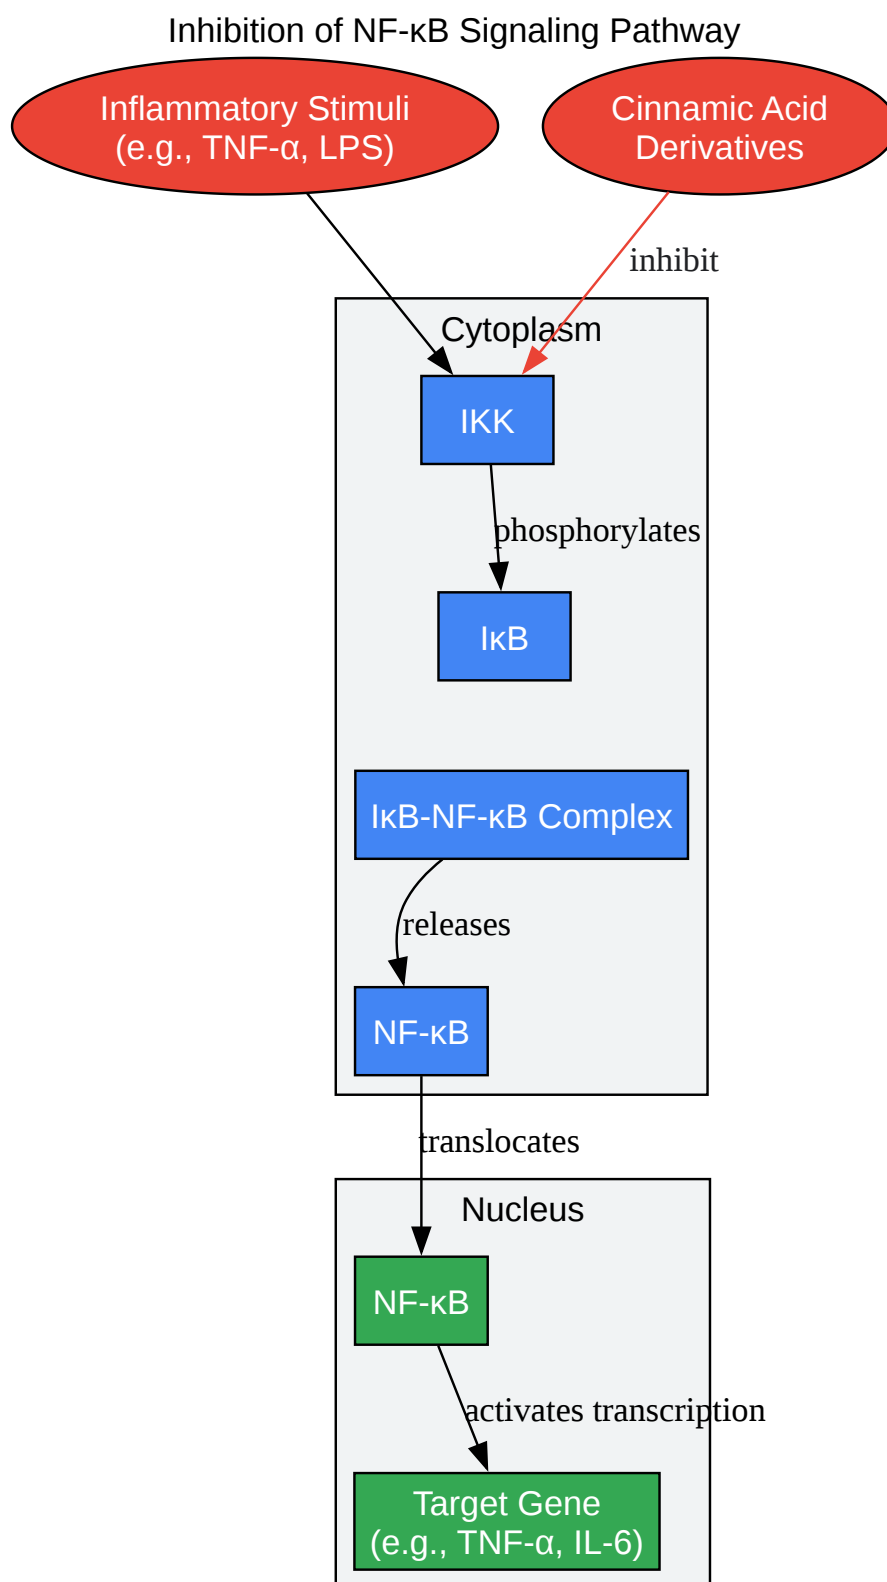 Inhibition of NF-κB Signaling Pathway
Inflammatory Stimuli
(e.g., TNF-α, LPS)
Cinnamic Acid
Derivatives
inhibit
Cytoplasm
IKK
phosphorylates
IκB
IκB-NF-κB Complex
releases
NF-κB
translocates
Nucleus
NF-κB
activates transcription
Target Gene
(e.g., TNF-α, IL-6)